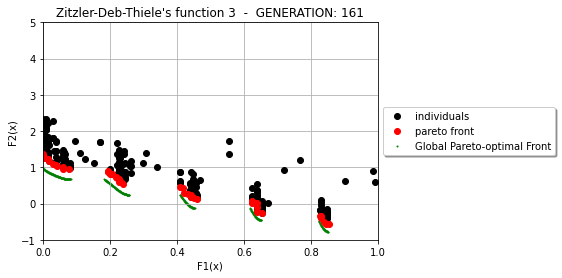 Zitzler-Deb-Thiele's function 3 - GENERATION: 161
5
4
3
2
1
0
−1
F2(x)
0.0 0.2 0.4 0.6 0.8 1.0
F1(x)
individuals
pareto front
Global Pareto-optimal Front